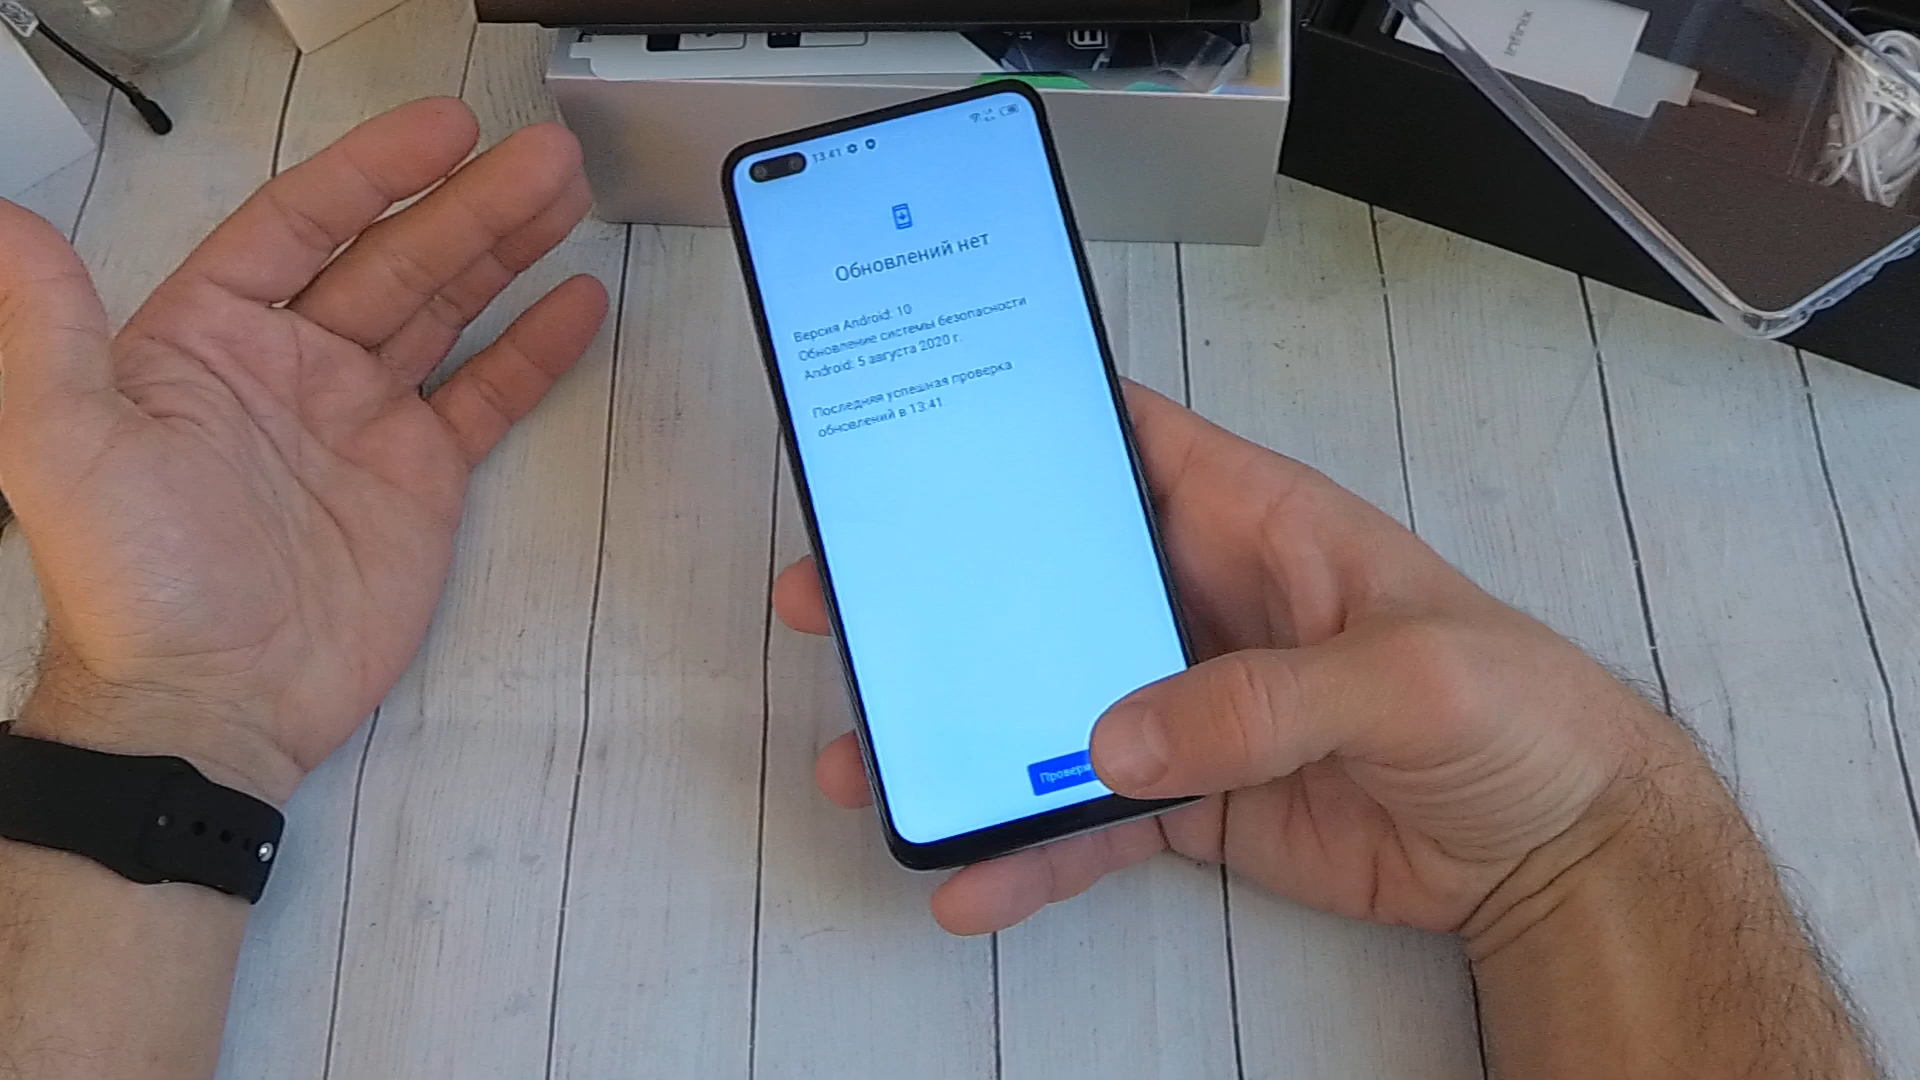 infinix
13:41
Обновлений нет
Версия Android: 10
Обновление системы безопасности
Android: 5 августа 2020 г.
Последняя успешная проверка
обновлений в 13:41